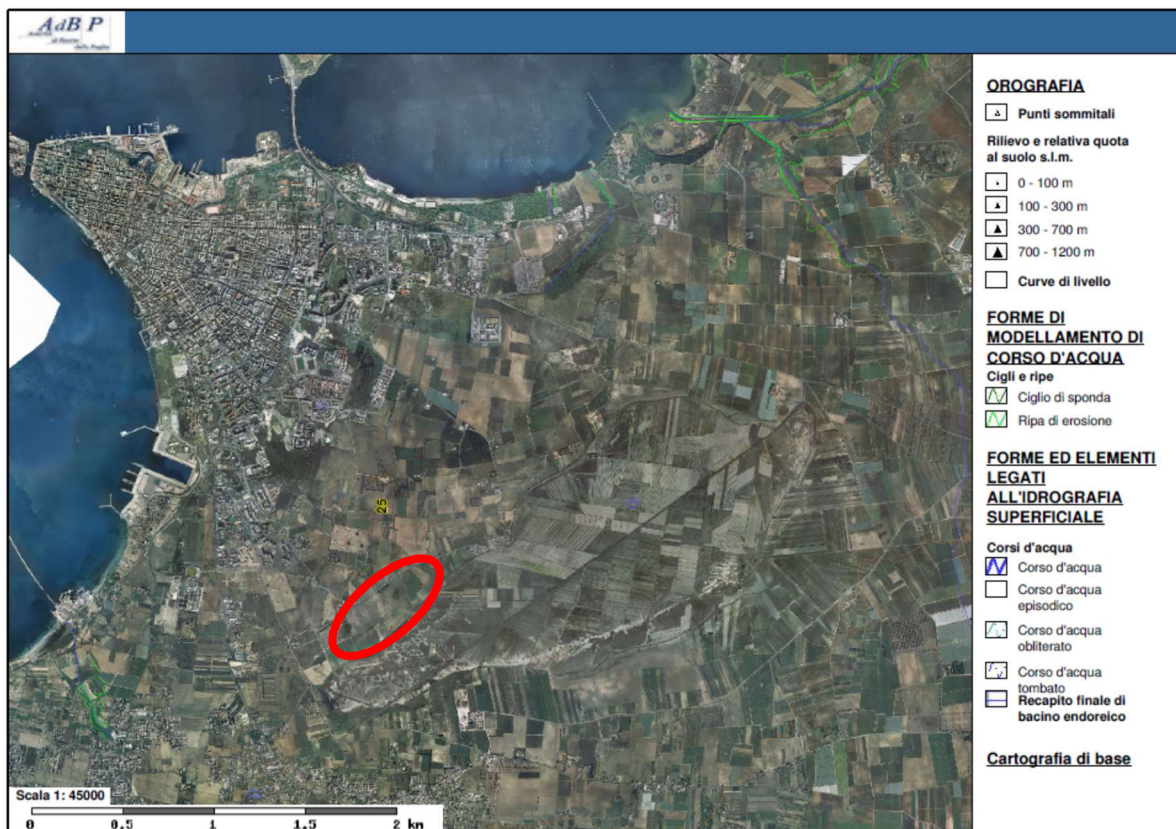 AdB P
della Puglia
OROGRAFIA
Punti sommitali
Rilievo e relativa quota
al suolo s.l.m.
0 - 100 m
100 - 300 m
300 - 700 m
700 - 1200 m
Curve di livello
FORME DI
MODELLAMENTO DI
CORSO D'ACQUA
Cigli e ripe
Ciglio di sponda
Ripa di erosione
FORME ED ELEMENTI
LEGATI
ALL'IDROGRAFIA
SUPERFICIALE
Corsi d'acqua
Corso d'acqua
Corso d'acqua
episodico
Corso d'acqua
obliterato
Corso d'acqua
tombato
Recapito finale di
bacino endoreico
Cartografia di base
25
Scala 1: 45000
0 0.5 1 1.5 2 kn